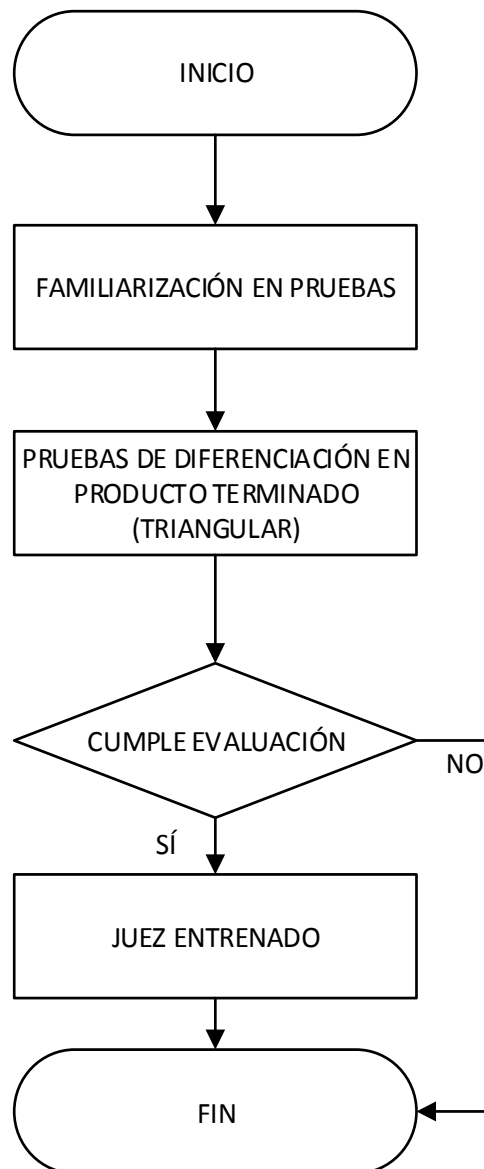 INICIO
FAMILIARIZACIÓN EN PRUEBAS
PRUEBAS DE DIFERENCIACIÓN EN
PRODUCTO TERMINADO
(TRIANGULAR)
CUMPLE EVALUACIÓN
NO
SÍ
JUEZ ENTRENADO
FIN